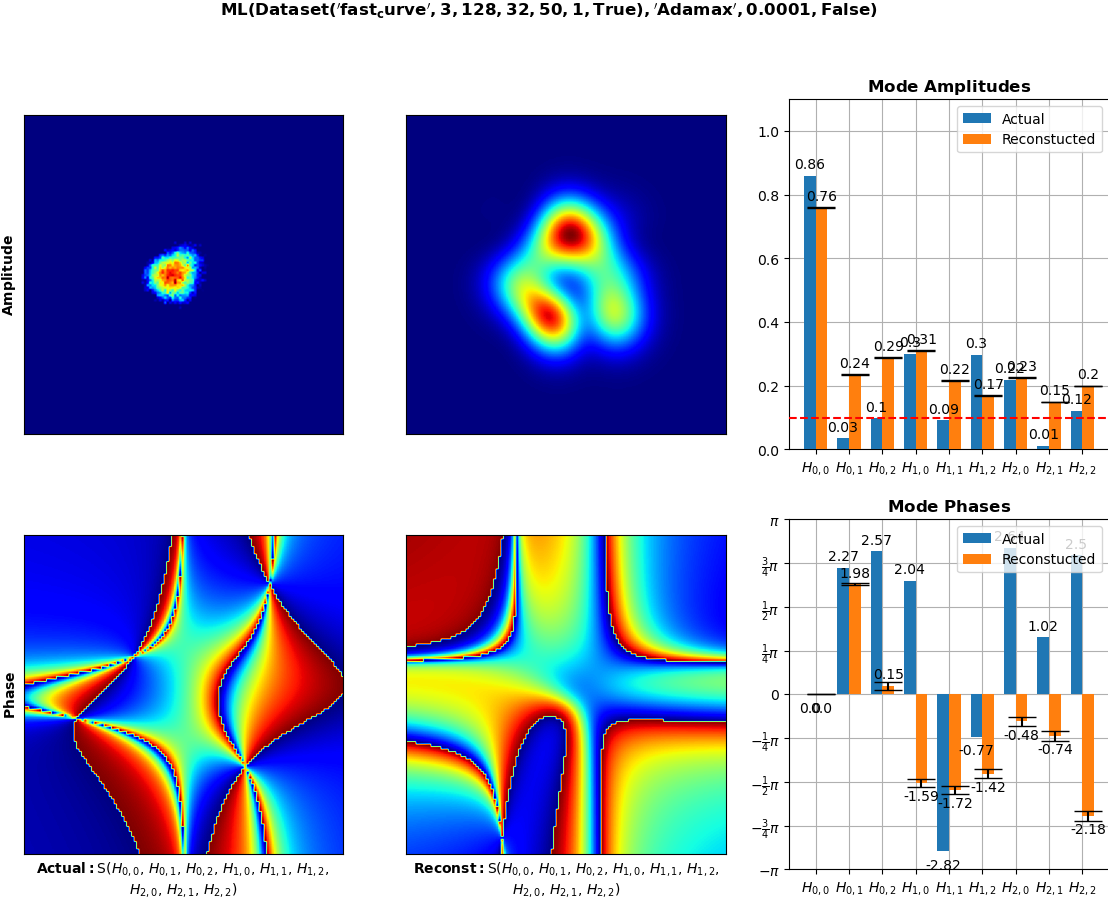 ML(Dataset('fast_curve', 3, 128, 32, 50, 1, True), 'Adamax', 0.0001, False)
Amplitude
Mode Amplitudes
Actual
Reconstucted
1.0
0.8
0.6
0.4
0.2
0.0
0.86
0.76
0.03
0.24
0.1
0.29
0.3
0.31
0.09
0.22
0.3
0.17
0.22
0.23
0.01
0.15
0.12
0.2
H0,0 H0,1 H0,2 H1,0 H1,1 H1,2 H2,0 H2,1 H2,2
Phase
Mode Phases
Actual
Reconstucted
π
3/4π
1/2π
1/4π
0
−1/4π
−1/2π
−3/4π
−π
0.0
0.0
2.27
1.98
2.57
0.15
2.04
-1.59
-2.82
-1.72
-0.77
-1.42
-0.48
1.02
-0.74
2.5
-2.18
H0,0 H0,1 H0,2 H1,0 H1,1 H1,2 H2,0 H2,1 H2,2
Actual: S(H0,0, H0,1, H0,2, H1,0, H1,1, H1,2,
H2,0, H2,1, H2,2)
Reconst: S(H0,0, H0,1, H0,2, H1,0, H1,1, H1,2,
H2,0, H2,1, H2,2)